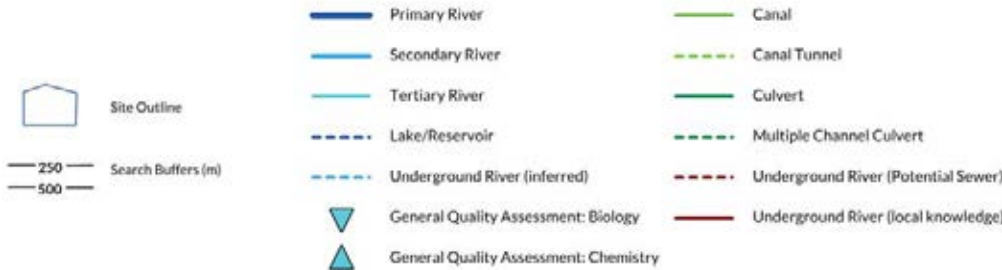 Site Outline
250
500
Search Buffers (m)
Primary River
Secondary River
Tertiary River
Lake/Reservoir
Underground River (inferred)
General Quality Assessment: Biology
General Quality Assessment: Chemistry
Canal
Canal Tunnel
Culvert
Multiple Channel Culvert
Underground River (Potential Sewer)
Underground River (local knowledge)